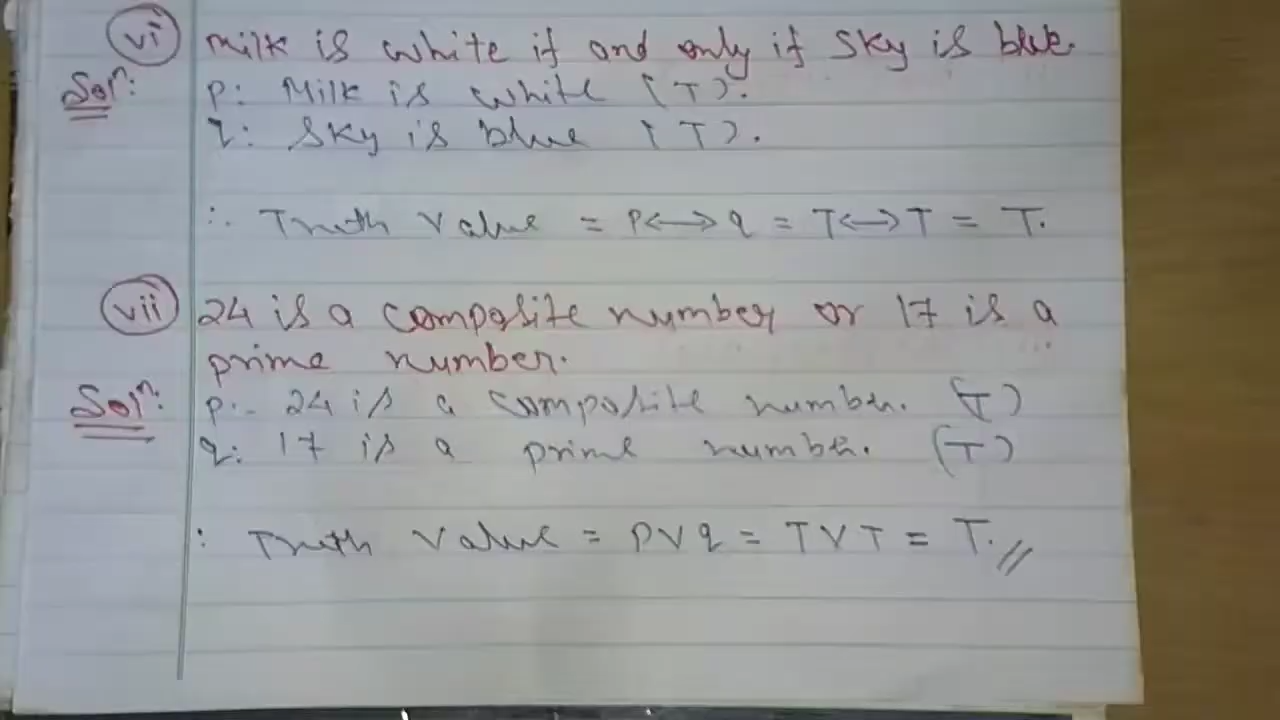 (vi) Milk is white if and only if sky is blue.
Solⁿ: p: Milk is white (T).
q: Sky is blue (T).
∴ Truth Value = P↔q = T↔T = T.
(vii) 24 is a composite number or 17 is a
prime number.
Solⁿ: p:- 24 is a composite number. (T)
q: 17 is a prime number. (T)
: Truth Value = P∨q = T∨T = T.//